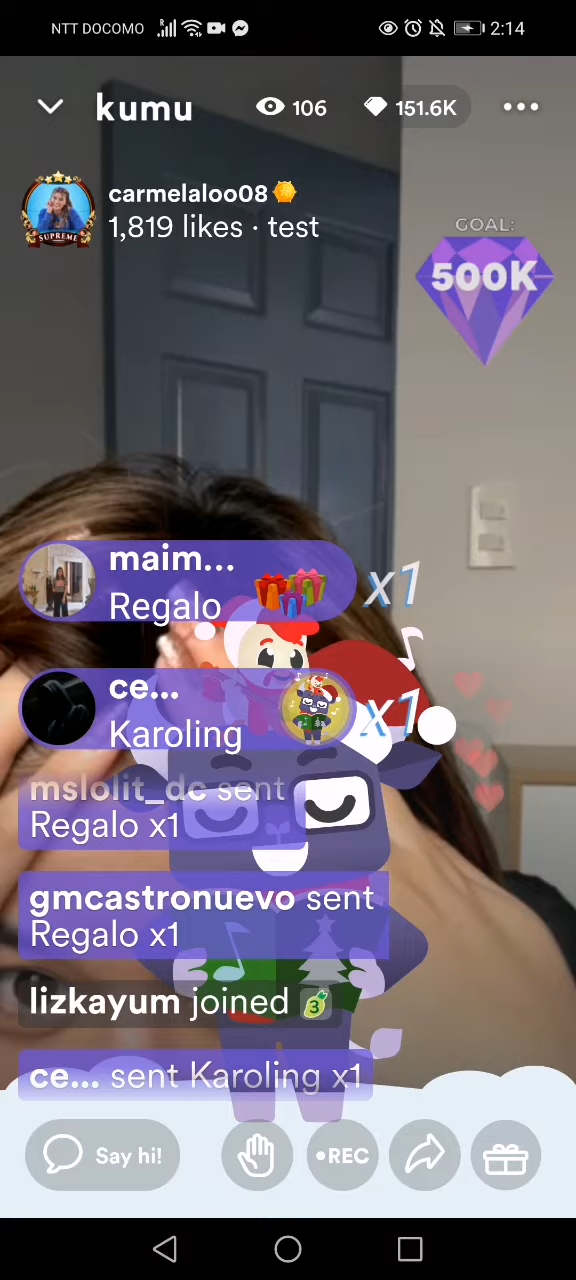 NTT DOCOMO
2:14
kumu
106
151.6K
carmelaloo08
1,819 likes · test
SUPREME
GOAL:
500K
maim...
Regalo
x1
ce...
Karoling
x1
mslolit_dc sent
Regalo x1
gmcastronuevo sent
Regalo x1
lizkayum joined 3
ce... sent Karoling x1
Say hi!
•REC